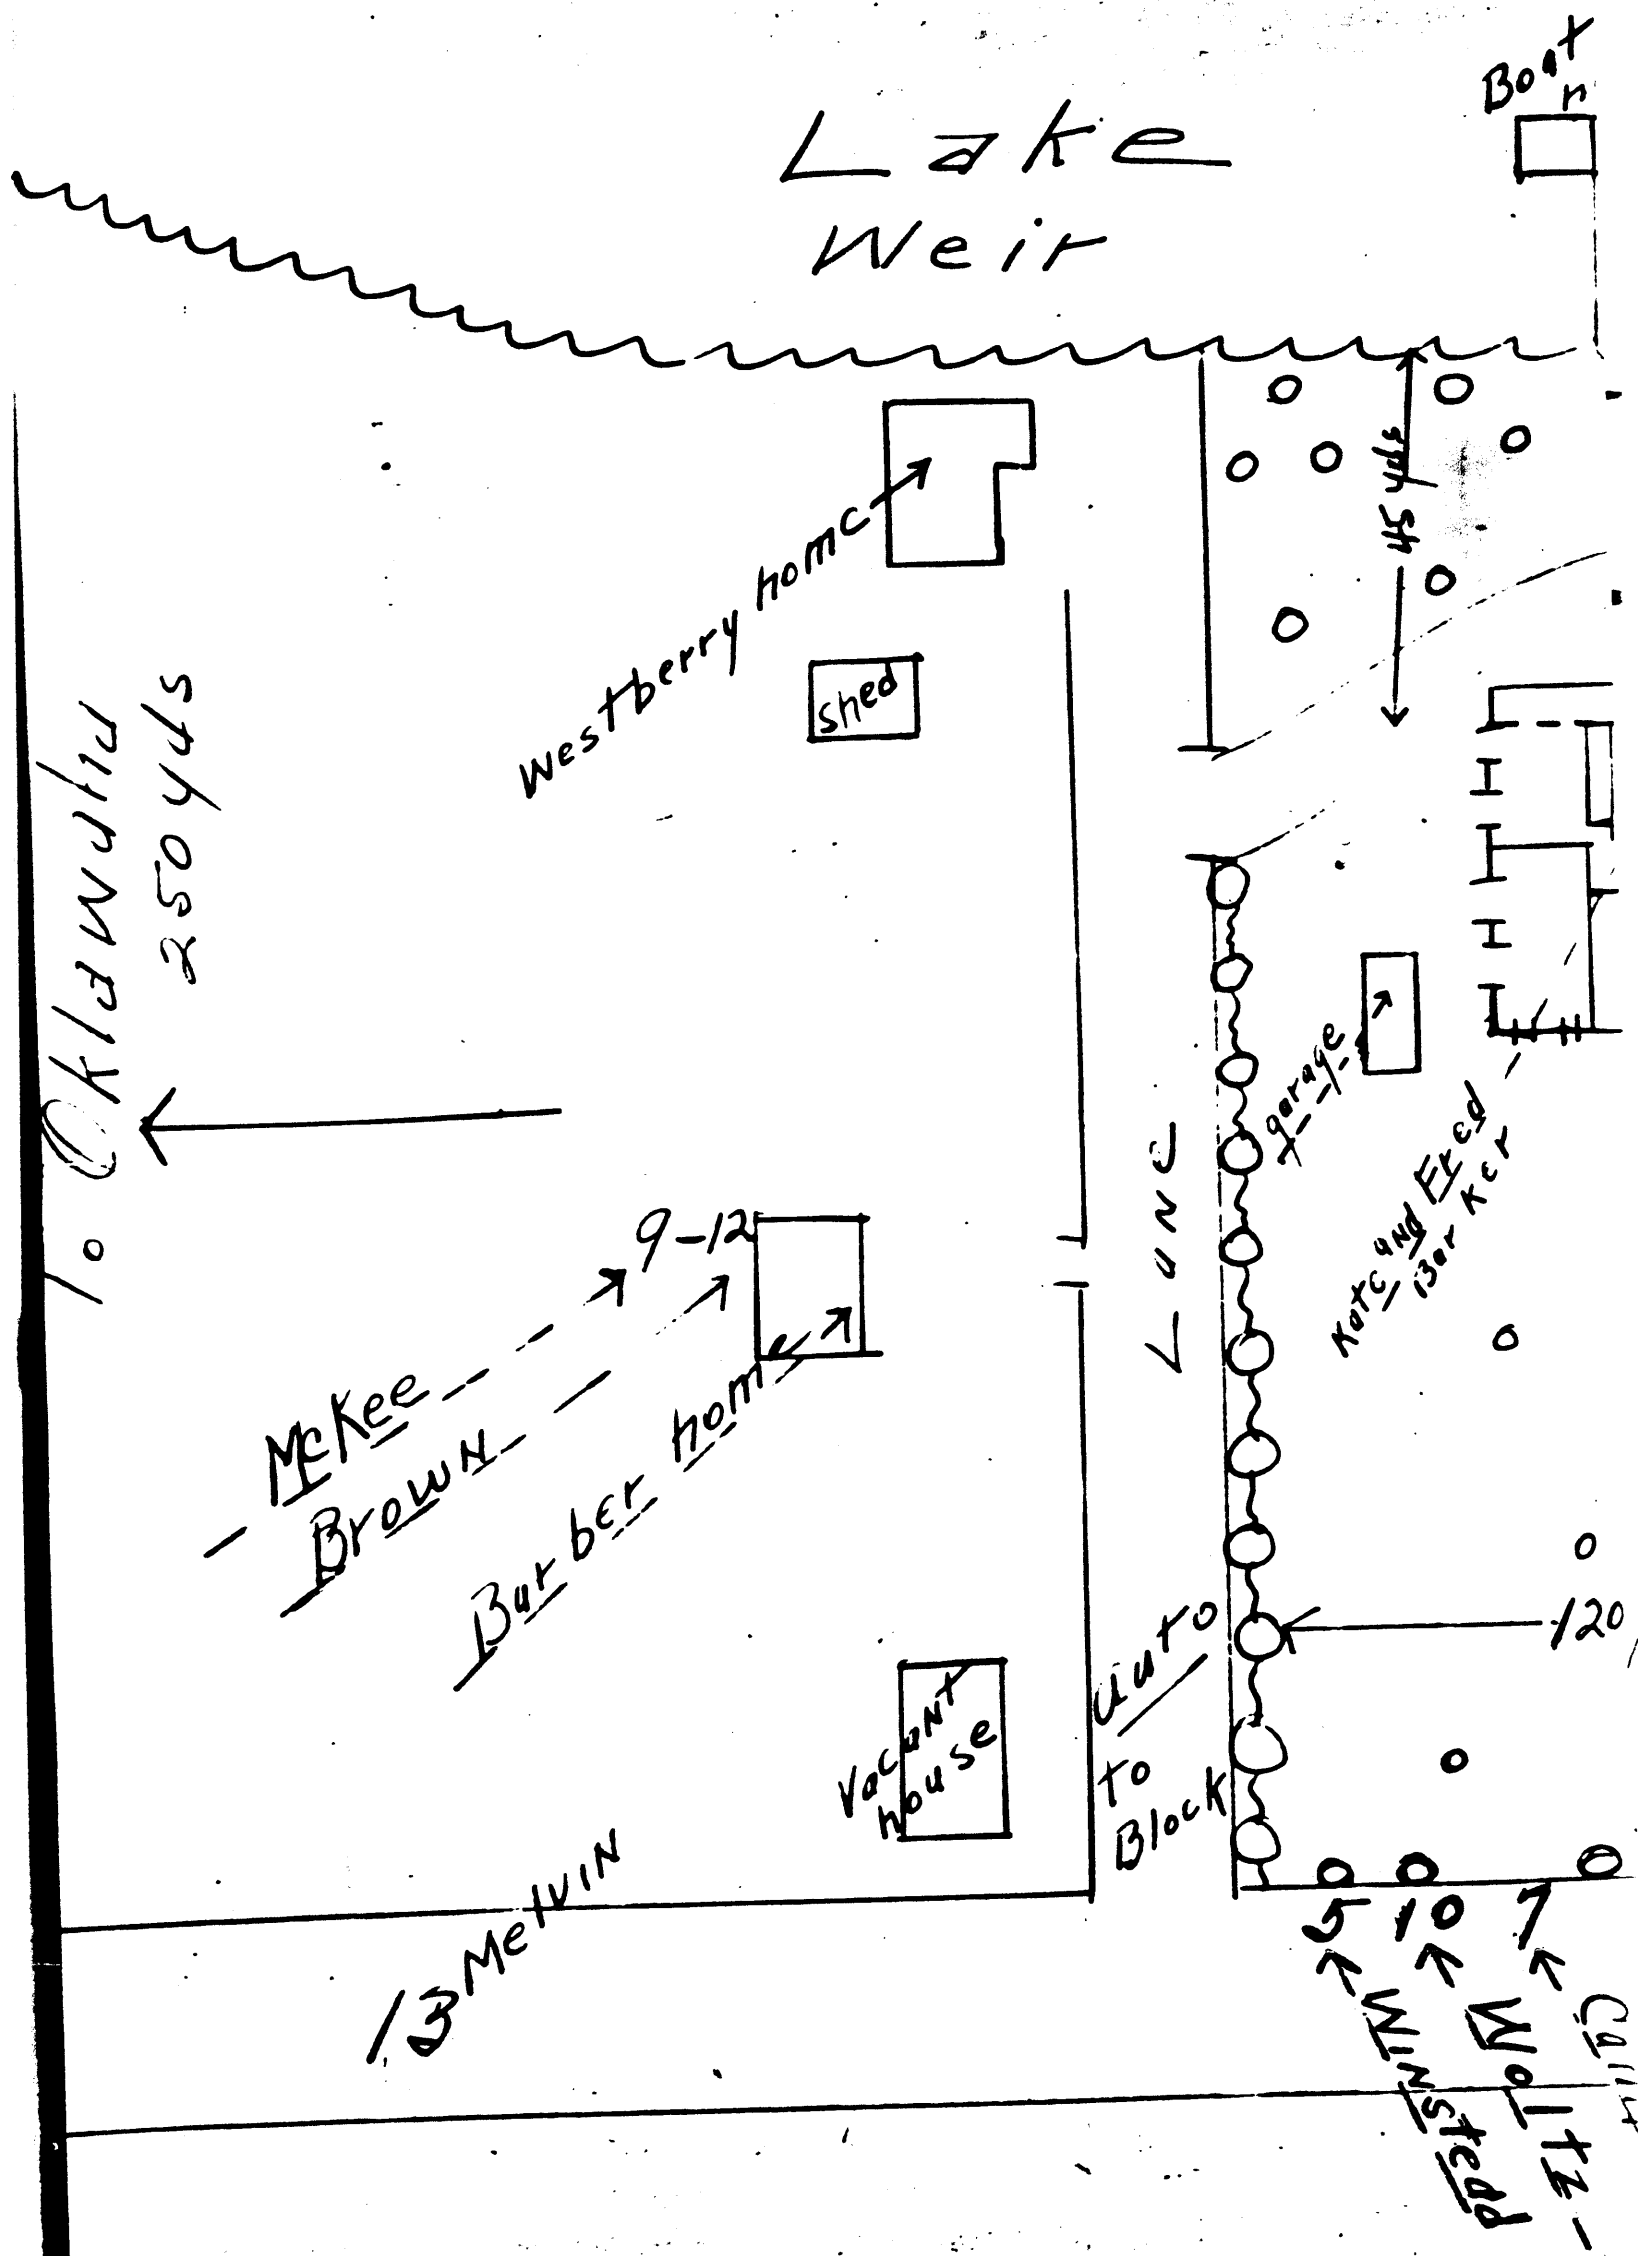 Boat
Lake
Weir
45 yds
Westberry home
shed
To Oklawaha
250 yds
garage
Lane
Kate and Fred
Barker
9-12
McKee
Brown
Barber home
120
auto
to
Block
Vacant
house
13 Melvin
5 10 7
Winstead
Woltz-